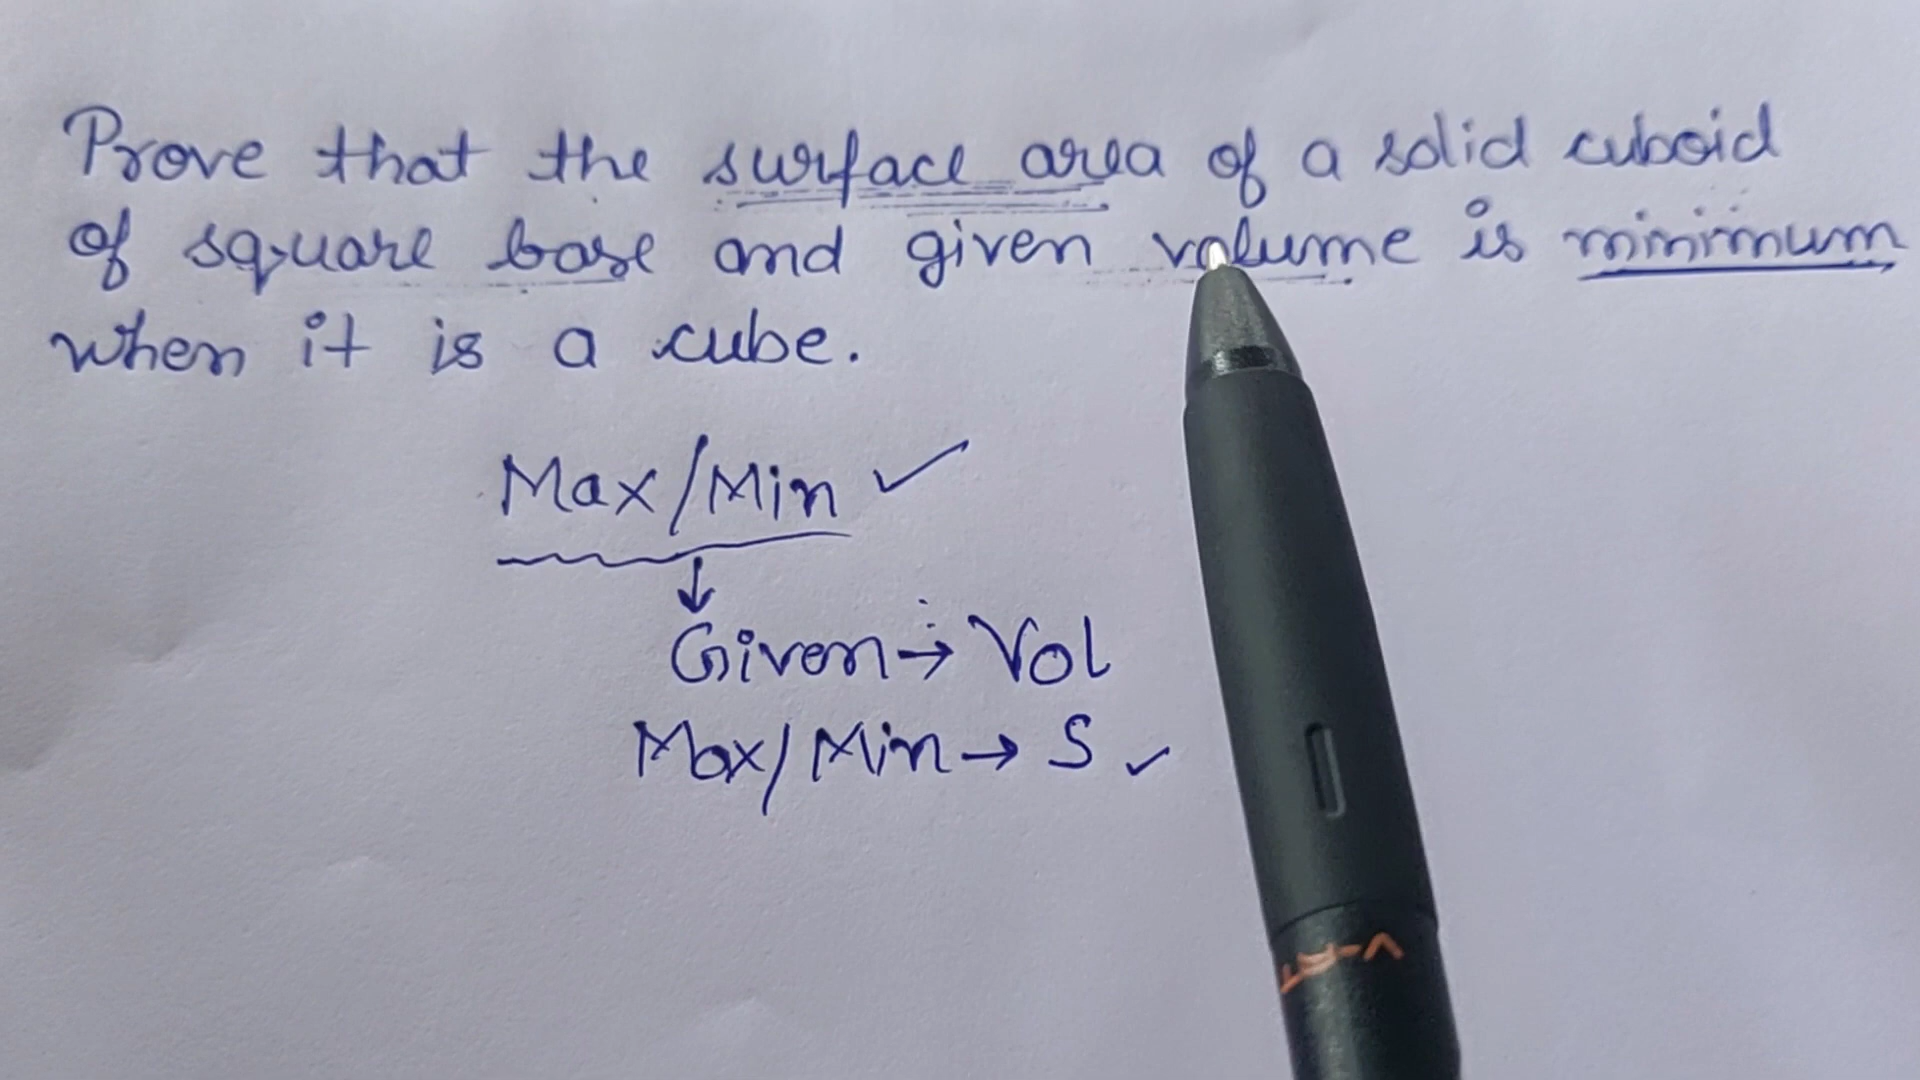 Prove that the surface area of a solid cuboid
of square base and given volume is minimum
when it is a cube.
Max/Min ✓
↓
Given → Vol
Max/Min → S ✓